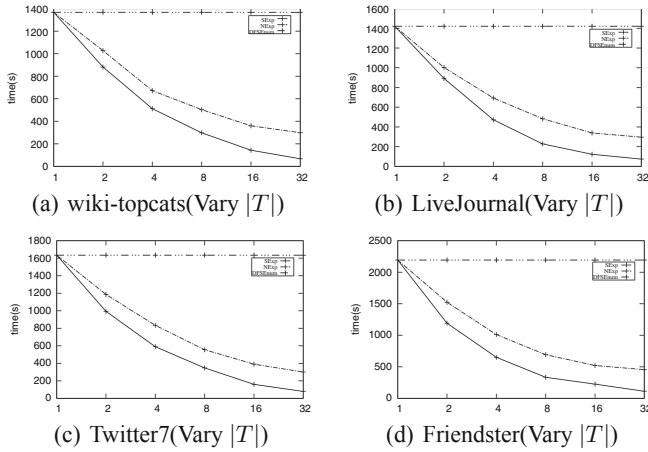 1400
1200
1000
800
600
400
200
0
time(s)
SExp
NExp
DFSEnum
1 2 4 8 16 32
(a) wiki-topcats(Vary |T|)
1600
1400
1200
1000
800
600
400
200
0
time(s)
SExp
NExp
DFSEnum
1 2 4 8 16 32
(b) LiveJournal(Vary |T|)
1800
1600
1400
1200
1000
800
600
400
200
0
time(s)
SExp
NExp
DFSEnum
1 2 4 8 16 32
(c) Twitter7(Vary |T|)
2500
2000
1500
1000
500
0
time(s)
SExp
NExp
DFSEnum
1 2 4 8 16 32
(d) Friendster(Vary |T|)